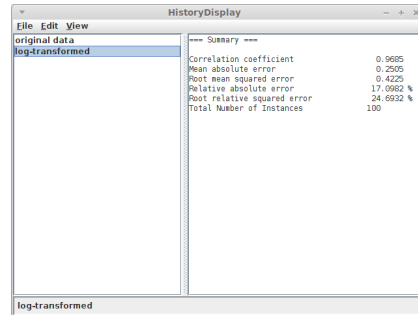 HistoryDisplay
File Edit View
original data
log-transformed
=== Summary ===
Correlation coefficient 0.9685
Mean absolute error 0.2505
Root mean squared error 0.4225
Relative absolute error 17.0982 %
Root relative squared error 24.6932 %
Total Number of Instances 100
log-transformed